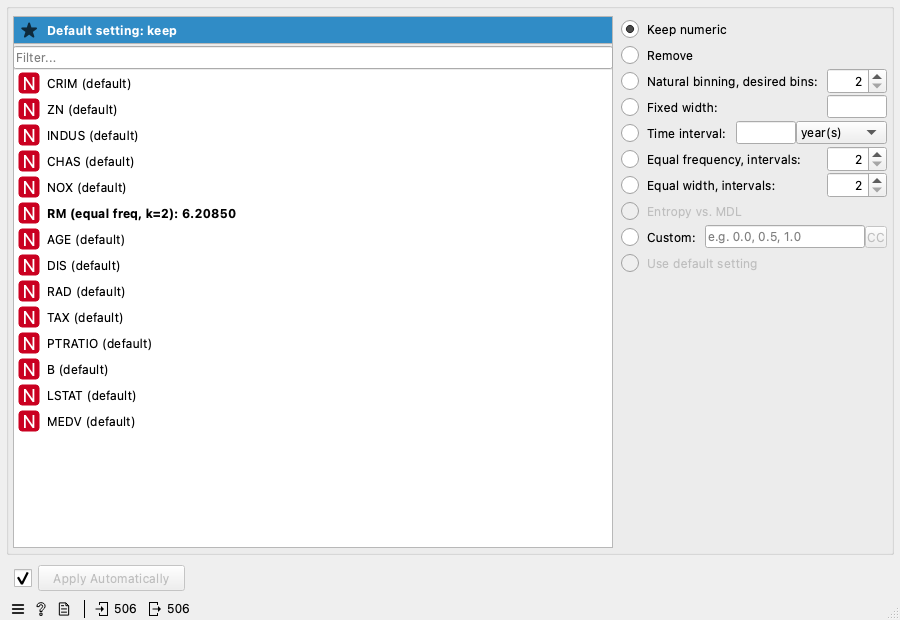 Default setting: keep
Filter...
N CRIM (default)
N ZN (default)
N INDUS (default)
N CHAS (default)
N NOX (default)
N RM (equal freq, k=2): 6.20850
N AGE (default)
N DIS (default)
N RAD (default)
N TAX (default)
N PTRATIO (default)
N B (default)
N LSTAT (default)
N MEDV (default)
Keep numeric
Remove
Natural binning, desired bins: 2
Fixed width:
Time interval: year(s)
Equal frequency, intervals: 2
Equal width, intervals: 2
Entropy vs. MDL
Custom: e.g. 0.0, 0.5, 1.0 CC
Use default setting
Apply Automatically
? 506 506